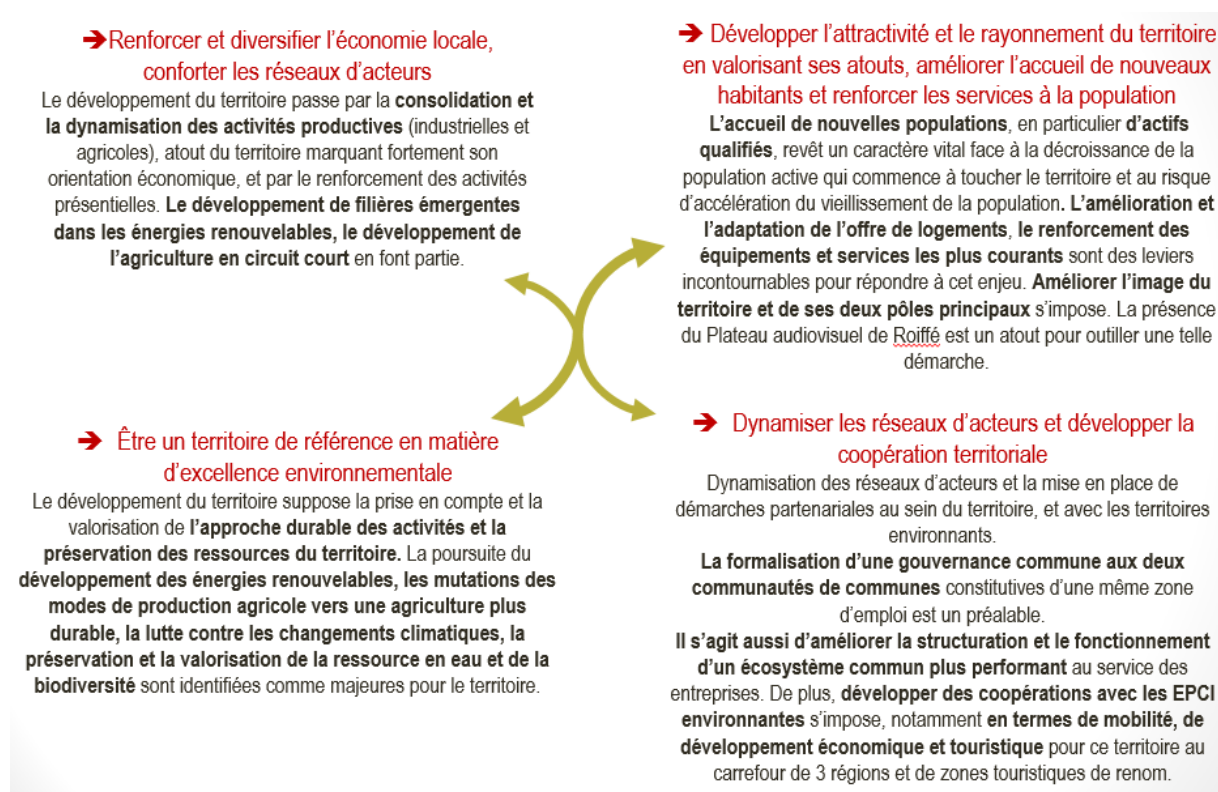 ➔Renforcer et diversifier l'économie locale,
conforter les réseaux d'acteurs
Le développement du territoire passe par la consolidation et
la dynamisation des activités productives (industrielles et
agricoles), atout du territoire marquant fortement son
orientation économique, et par le renforcement des activités
présentielles. Le développement de filières émergentes
dans les énergies renouvelables, le développement de
l'agriculture en circuit court en font partie.
➔ Développer l'attractivité et le rayonnement du territoire
en valorisant ses atouts, améliorer l'accueil de nouveaux
habitants et renforcer les services à la population
L'accueil de nouvelles populations, en particulier d'actifs
qualifiés, revêt un caractère vital face à la décroissance de la
population active qui commence à toucher le territoire et au risque
d'accélération du vieillissement de la population. L'amélioration et
l'adaptation de l'offre de logements, le renforcement des
équipements et services les plus courants sont des leviers
incontournables pour répondre à cet enjeu. Améliorer l'image du
territoire et de ses deux pôles principaux s'impose. La présence
du Plateau audiovisuel de Roiffé est un atout pour outiller une telle
démarche.
➔ Être un territoire de référence en matière
d'excellence environnementale
Le développement du territoire suppose la prise en compte et la
valorisation de l'approche durable des activités et la
préservation des ressources du territoire. La poursuite du
développement des énergies renouvelables, les mutations des
modes de production agricole vers une agriculture plus
durable, la lutte contre les changements climatiques, la
préservation et la valorisation de la ressource en eau et de la
biodiversité sont identifiées comme majeures pour le territoire.
➔ Dynamiser les réseaux d'acteurs et développer la
coopération territoriale
Dynamisation des réseaux d'acteurs et la mise en place de
démarches partenariales au sein du territoire, et avec les territoires
environnants.
La formalisation d'une gouvernance commune aux deux
communautés de communes constitutives d'une même zone
d'emploi est un préalable.
Il s'agit aussi d'améliorer la structuration et le fonctionnement
d'un écosystème commun plus performant au service des
entreprises. De plus, développer des coopérations avec les EPCI
environnantes s'impose, notamment en termes de mobilité, de
développement économique et touristique pour ce territoire au
carrefour de 3 régions et de zones touristiques de renom.